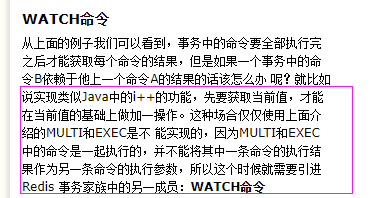 WATCH命令
从上面的例子我们可以看到，事务中的命令要全部执行完
之后才能获取每个命令的结果，但是如果一个事务中的命
令B依赖于他上一个命令A的结果的话该怎么办 呢？就比如
说实现类似Java中的i++的功能，先要获取当前值，才能
在当前值的基础上做加一操作。这种场合仅仅使用上面介
绍的MULTI和EXEC是不 能实现的，因为MULTI和EXEC
中的命令是一起执行的，并不能将其中一条命令的执行结
果作为另一条命令的执行参数，所以这个时候就需要引进
Redis 事务家族中的另一成员：WATCH命令